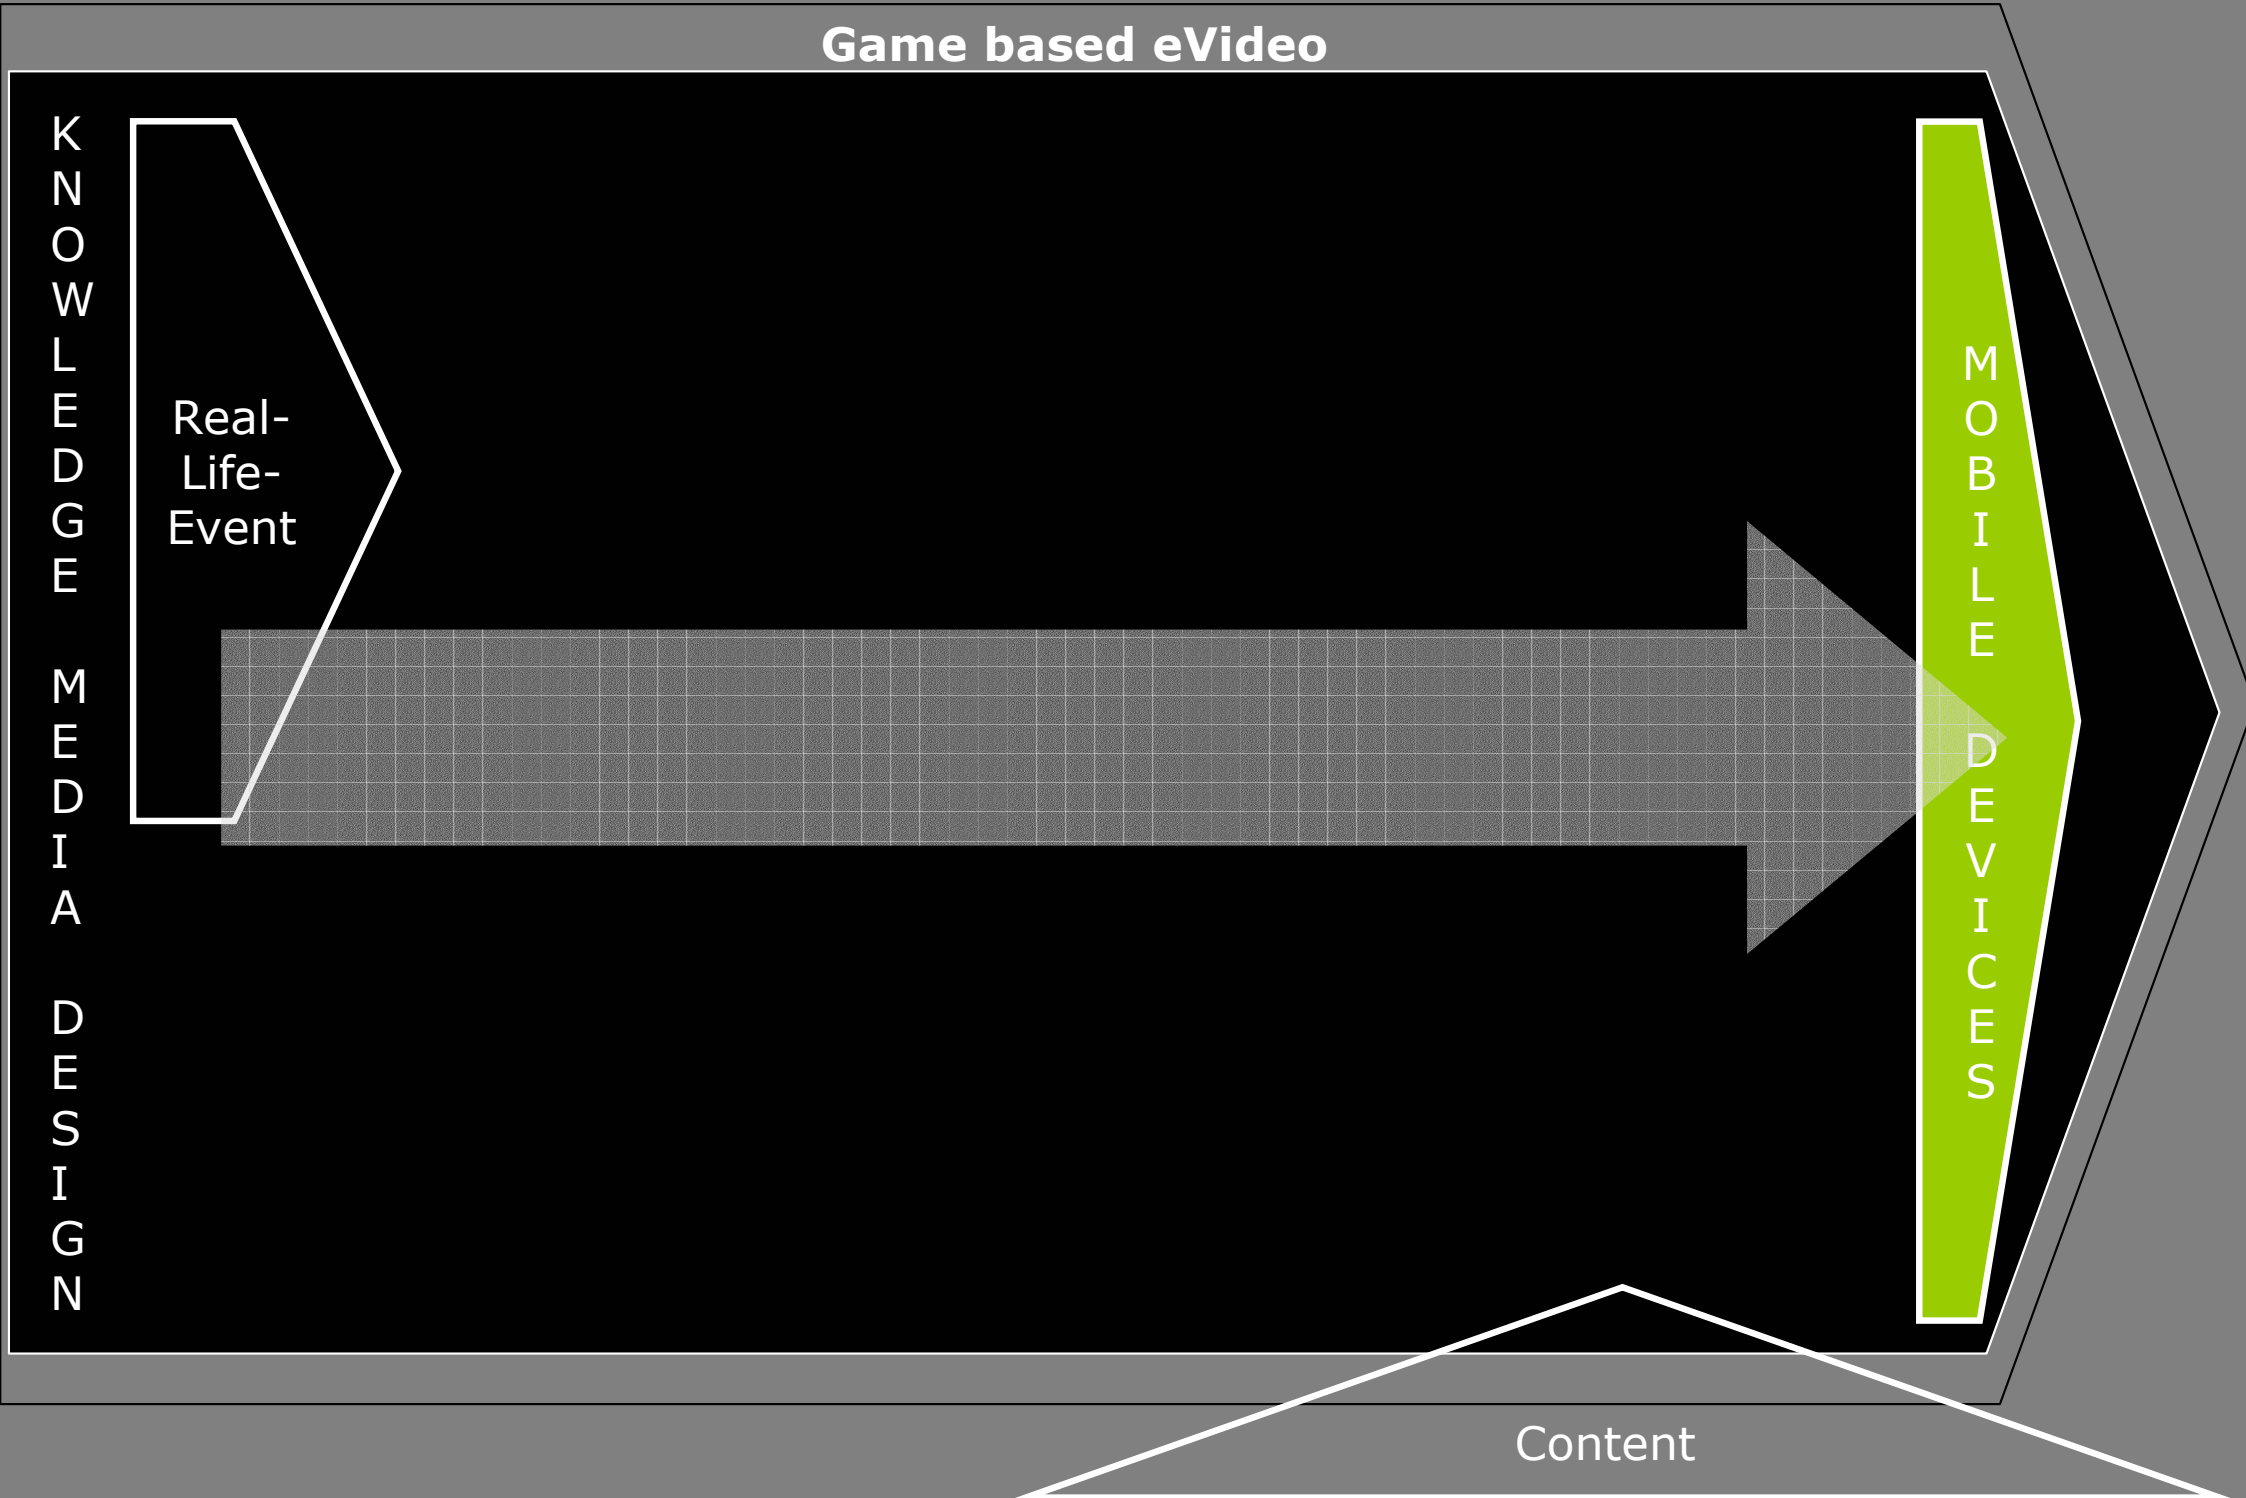 Game based eVideo
KNOWLEDGE MEDIA DESIGN
Real-
Life-
Event
MOBILE DEVICES
Content